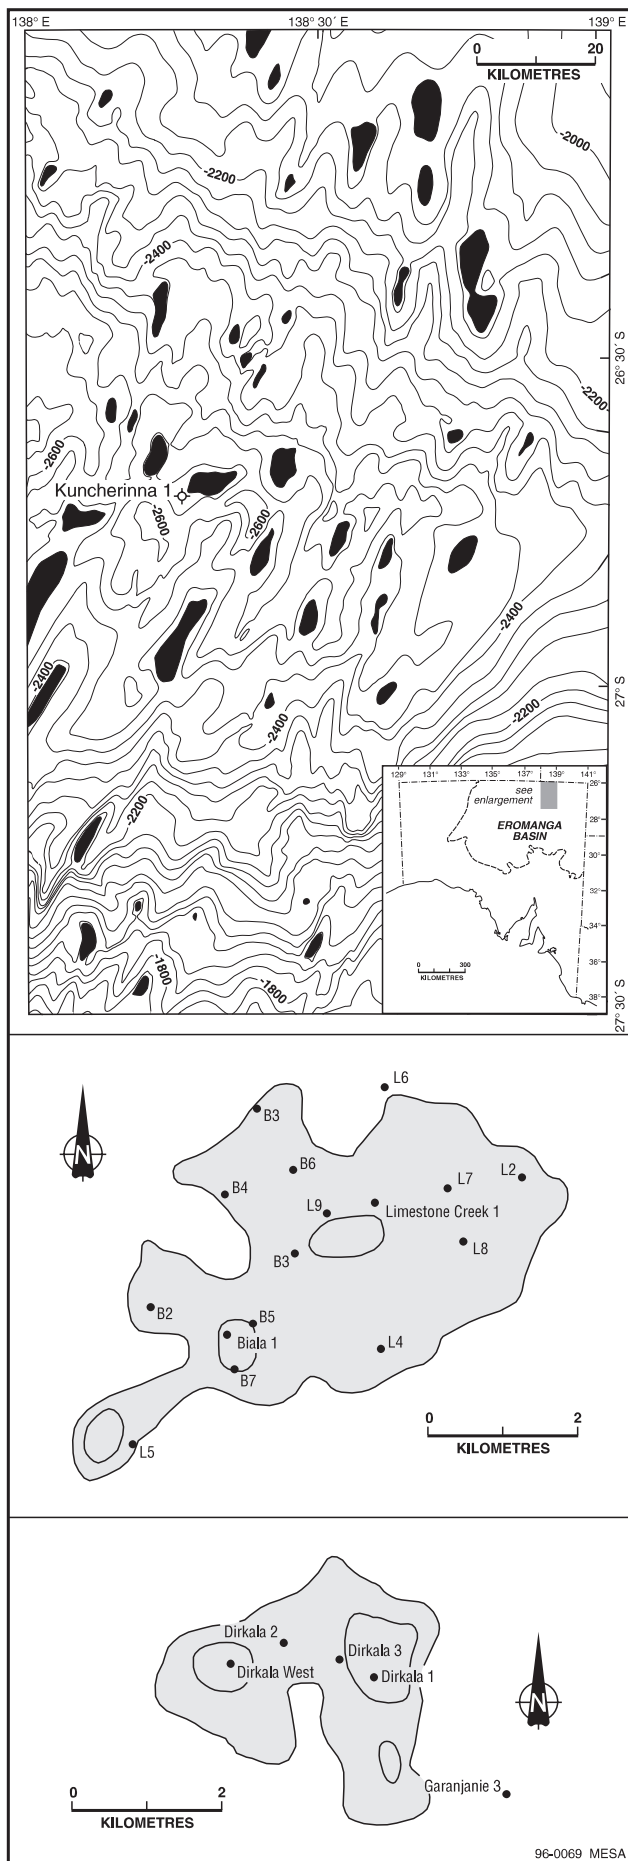 138° E
138° 30´ E
139° E
0 20
KILOMETRES
-2000
-2200
-2400
26° 30´ S
-2200
-2600
Kuncherinna 1
-2600
-2600
-2400
-2400
27° S
-2200
-2400
-2200
-1800
-1800
27° 30´ S
129° 131° 133° 135° 137° 139° 141°
see
enlargement
26°
EROMANGA
BASIN
28°
30°
32°
34°
36°
38°
0 300
KILOMETRES
N
L6
B3
B6
L7
L2
B4
L9
Limestone Creek 1
B3
L8
B2
B5
Biala 1
L4
B7
L5
0 2
KILOMETRES
Dirkala 2
Dirkala 3
Dirkala West
Dirkala 1
N
Garanjanie 3
0 2
KILOMETRES
96-0069 MESA